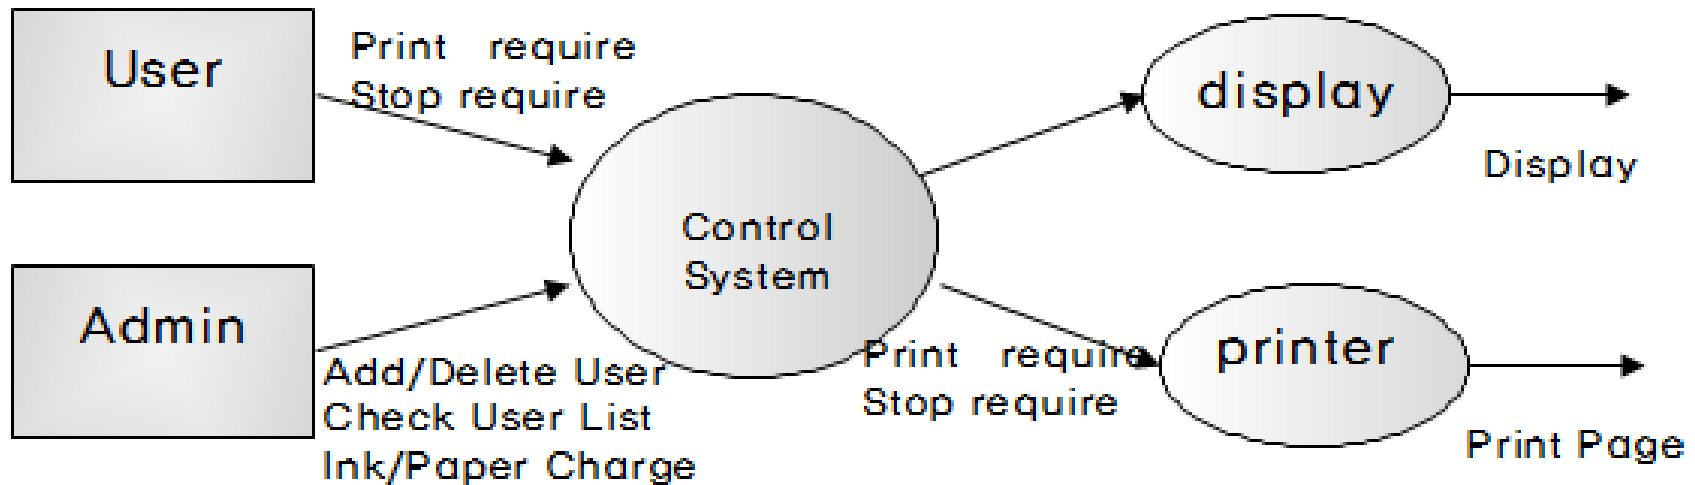 User
Print require
Stop require
Control
System
display
Display
Admin
Add/Delete User
Check User List
Ink/Paper Charge
Print require
Stop require
printer
Print Page